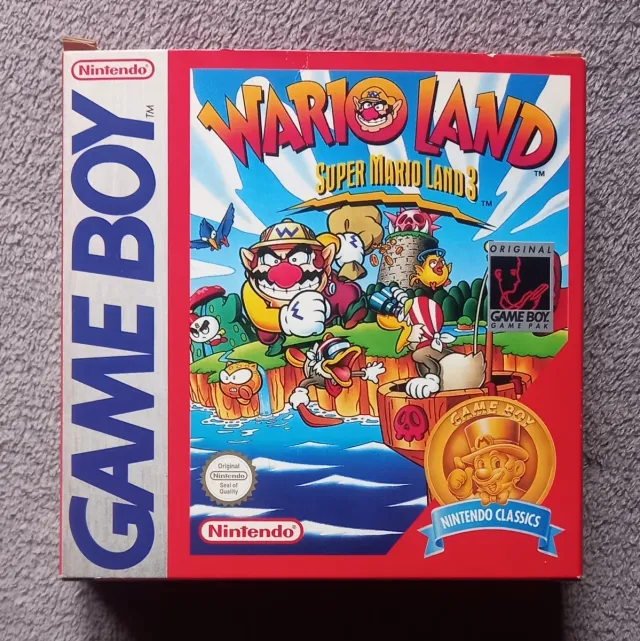 Nintendo
GAME BOY
TM
WARIO LAND
TM
SUPER MARIO LAND 3
TM
W
ORIGINAL
GAME BOY
GAME PAK
Original
Nintendo
Seal of
Quality
Nintendo
GAME BOY
NINTENDO CLASSICS